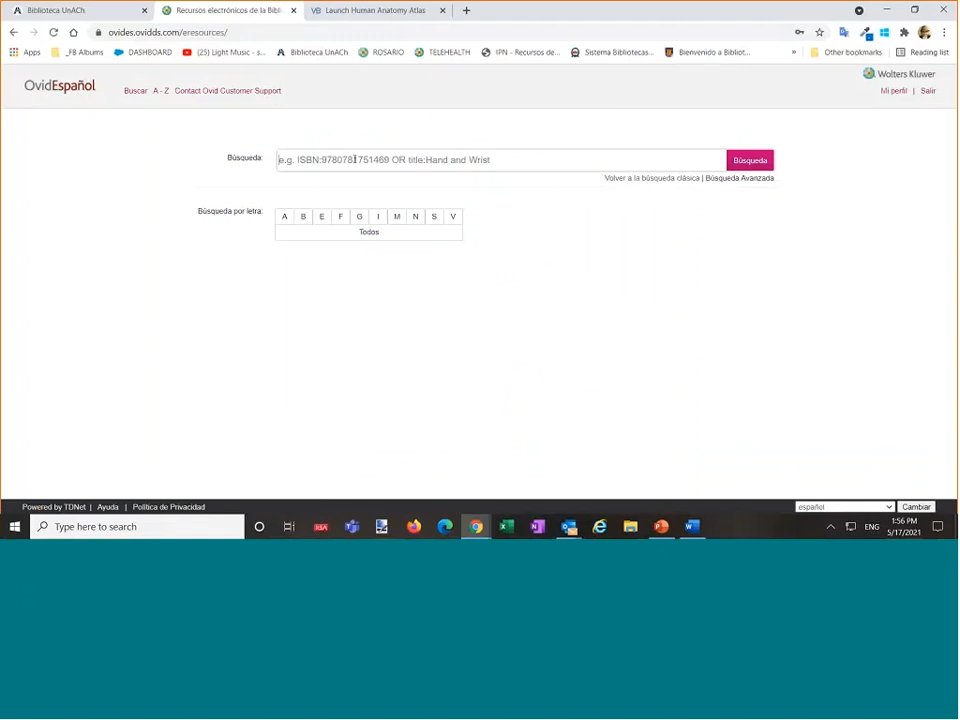 Biblioteca UnACh
Recursos electrónicos de la Bibli
Launch Human Anatomy Atlas
ovides.ovidds.com/eresources/
Apps
_FB Albums
DASHBOARD
(25) Light Music - s...
Biblioteca UnACh
ROSARIO
TELEHEALTH
IPN - Recursos de...
Sistema Bibliotecas...
Bienvenido a Bibliot...
»
Other bookmarks
Reading list
OvidEspañol
Buscar A - Z Contact Ovid Customer Support
Wolters Kluwer
Mi perfil | Salir
Búsqueda:
e.g. ISBN:9780781751469 OR title:Hand and Wrist
Búsqueda
Volver a la búsqueda clásica | Búsqueda Avanzada
Búsqueda por letra:
A B E F G I M N S V
Todos
Powered by TDNet | Ayuda | Política de Privacidad
español
Cambiar
Type here to search
ENG
1:56 PM
5/17/2021